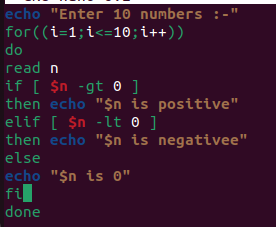 echo "Enter 10 numbers :-"
for((i=1;i<=10;i++))
do
read n
if [ $n -gt 0 ]
then echo "$n is positive"
elif [ $n -lt 0 ]
then echo "$n is negativee"
else
echo "$n is 0"
fi
done